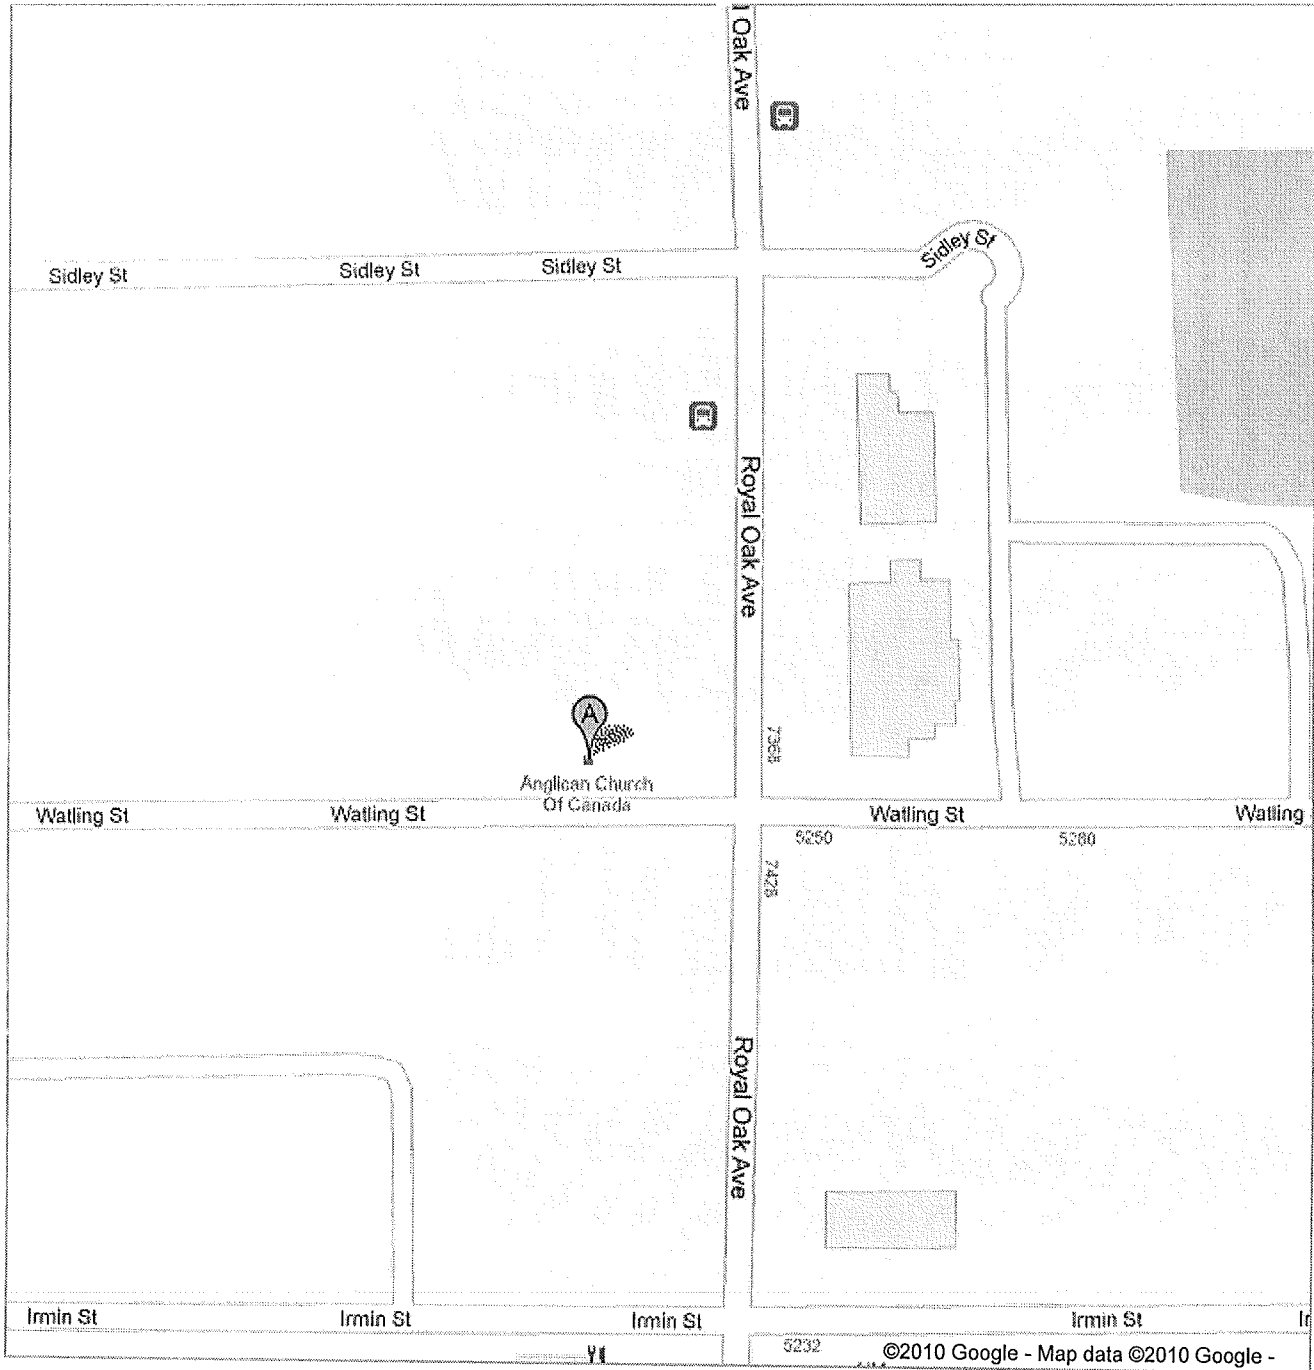 l Oak Ave
Sidley St
Sidley St
Sidley St
Sidley St
Royal Oak Ave
A
7368
Anglican Church
Of Canada
Watling St
Watling St
Watling St
Watling
5250
5280
7425
Royal Oak Ave
Irmin St
Irmin St
Irmin St
Irmin St
Ir
5232
©2010 Google - Map data ©2010 Google -